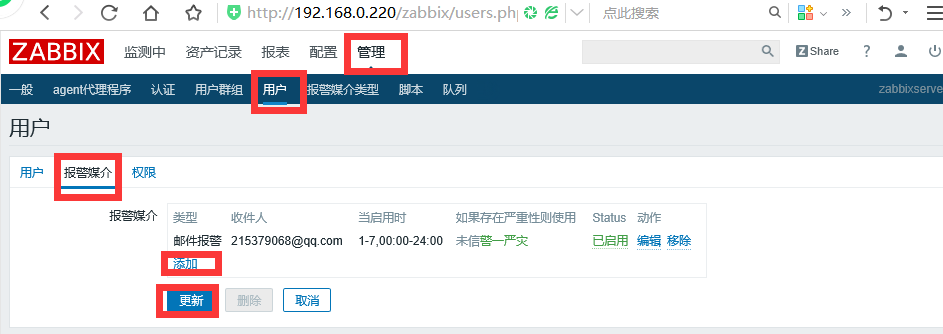 http://192.168.0.220/zabbix/users.ph 点此搜索
ZABBIX 监测中 资产记录 报表 配置 管理 Z Share ?
一般 agent代理程序 认证 用户群组 用户 报警媒介类型 脚本 队列 zabbixserve
用户
用户 报警媒介 权限
报警媒介 类型 收件人 当启用时 如果存在严重性则使用 Status 动作
邮件报警 215379068@qq.com 1-7,00:00-24:00 未信警一严灾 已启用 编辑 移除
添加
更新 删除 取消